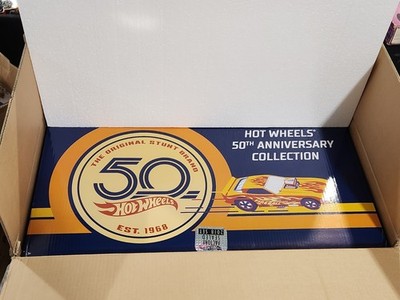 HOT WHEELS®
50TH ANNIVERSARY
COLLECTION
THE ORIGINAL STUNT BRAND
50
HOT WHEELS
EST. 1968